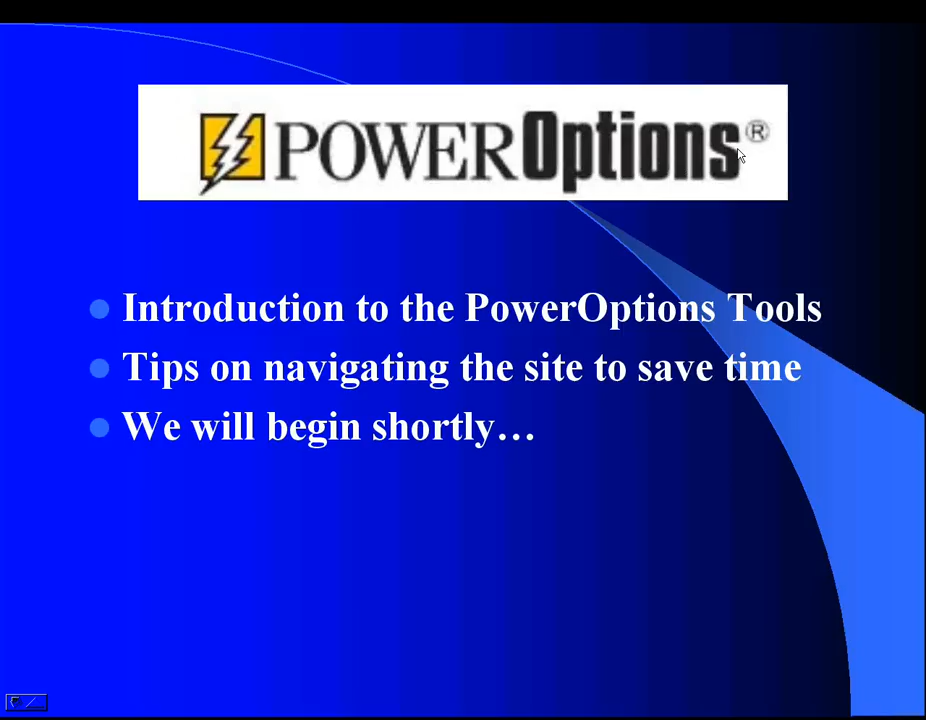 POWEROptions®
Introduction to the PowerOptions Tools
Tips on navigating the site to save time
We will begin shortly…